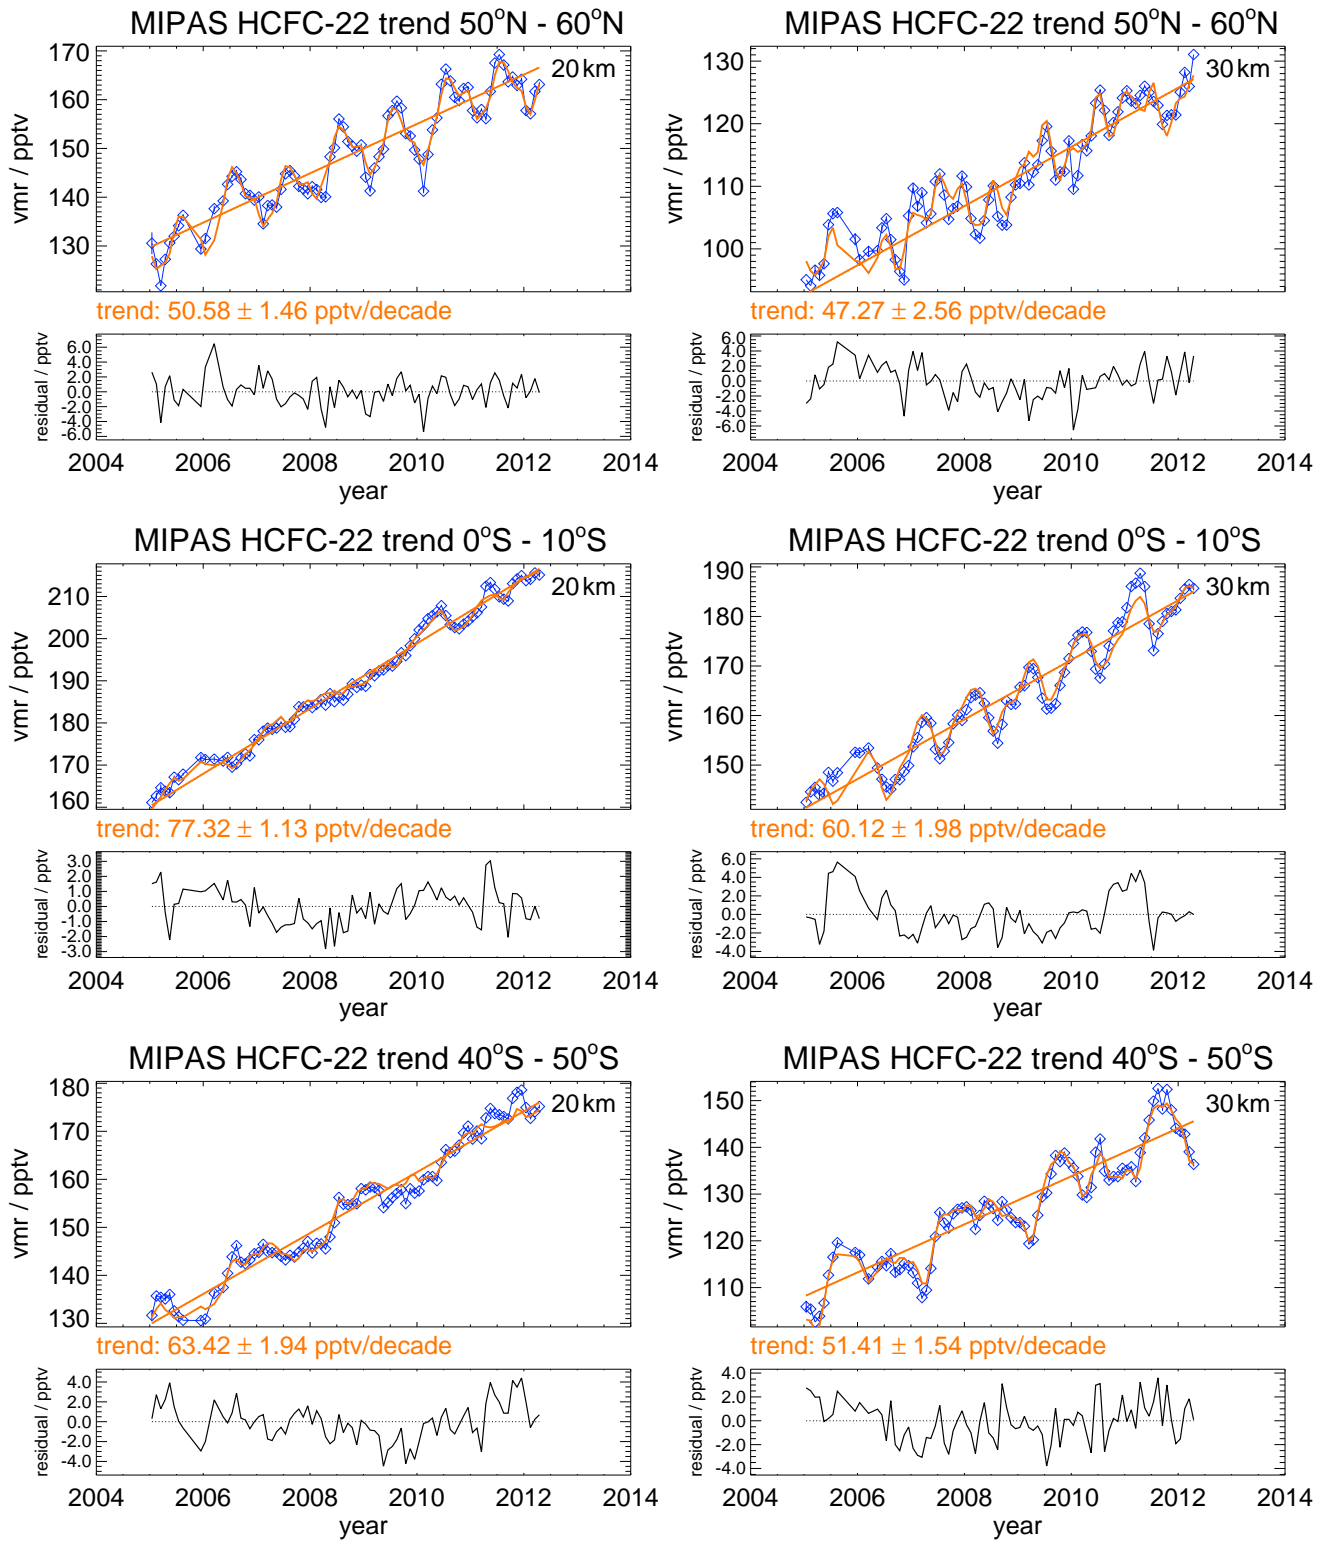 MIPAS HCFC-22 trend 50°N - 60°N
20 km
vmr / pptv
170
160
150
140
130
trend: 50.58 ± 1.46 pptv/decade
residual / pptv
6.0
4.0
2.0
0.0
-2.0
-4.0
-6.0
2004 2006 2008 2010 2012 2014
year
MIPAS HCFC-22 trend 50°N - 60°N
30 km
vmr / pptv
130
120
110
100
trend: 47.27 ± 2.56 pptv/decade
residual / pptv
6.0
4.0
2.0
0.0
-2.0
-4.0
-6.0
2004 2006 2008 2010 2012 2014
year
MIPAS HCFC-22 trend 0°S - 10°S
20 km
vmr / pptv
210
200
190
180
170
160
trend: 77.32 ± 1.13 pptv/decade
residual / pptv
3.0
2.0
1.0
0.0
-1.0
-2.0
-3.0
2004 2006 2008 2010 2012 2014
year
MIPAS HCFC-22 trend 0°S - 10°S
30 km
vmr / pptv
190
180
170
160
150
trend: 60.12 ± 1.98 pptv/decade
residual / pptv
6.0
4.0
2.0
0.0
-2.0
-4.0
2004 2006 2008 2010 2012 2014
year
MIPAS HCFC-22 trend 40°S - 50°S
20 km
vmr / pptv
180
170
160
150
140
130
trend: 63.42 ± 1.94 pptv/decade
residual / pptv
4.0
2.0
0.0
-2.0
-4.0
2004 2006 2008 2010 2012 2014
year
MIPAS HCFC-22 trend 40°S - 50°S
30 km
vmr / pptv
150
140
130
120
110
trend: 51.41 ± 1.54 pptv/decade
residual / pptv
4.0
2.0
0.0
-2.0
-4.0
2004 2006 2008 2010 2012 2014
year